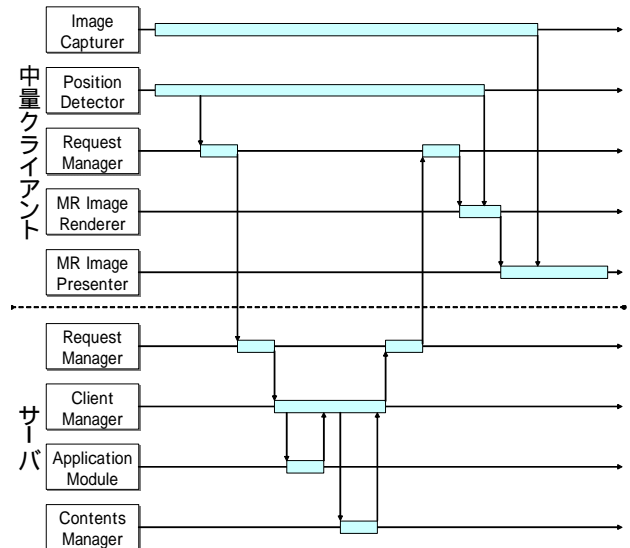 中量クライアント
Image
Capturer
Position
Detector
Request
Manager
MR Image
Renderer
MR Image
Presenter
サーバ
Request
Manager
Client
Manager
Application
Module
Contents
Manager